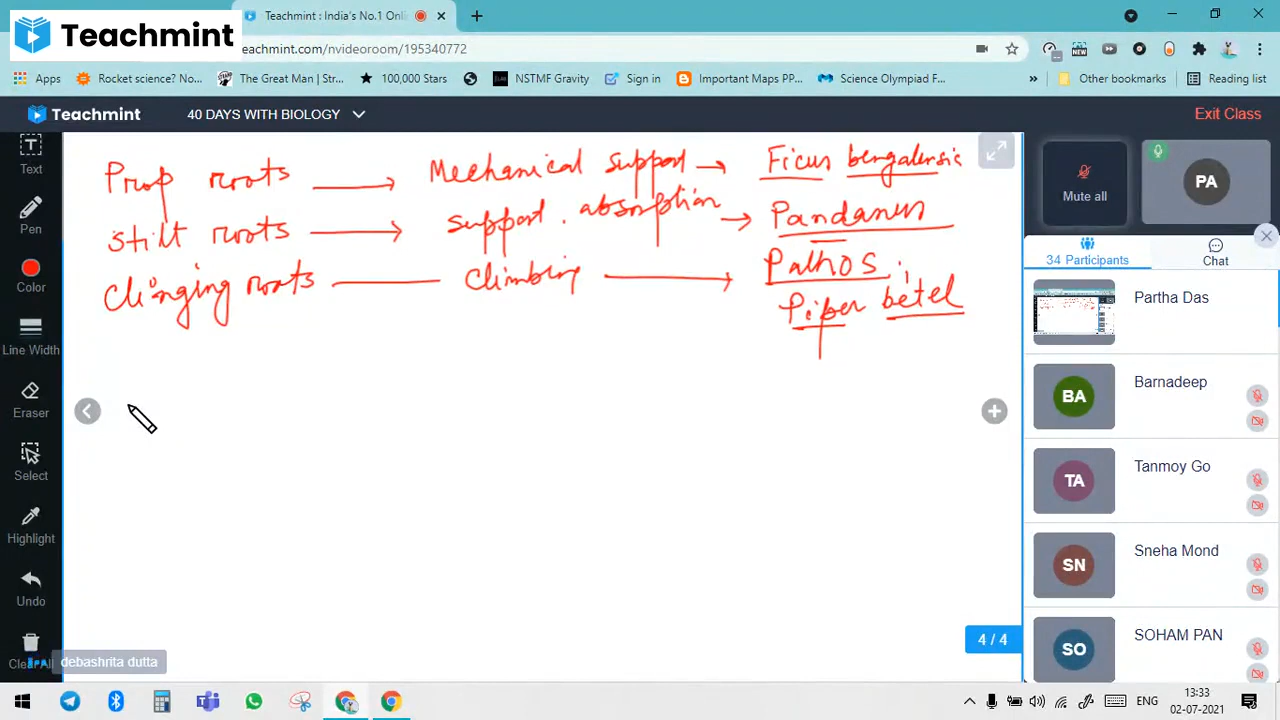 Teachmint : India's No.1 Onli
Teachmint
eachmint.com/nvideoroom/195340772
Apps
Rocket science? No...
The Great Man | Str...
100,000 Stars
NSTMF Gravity
Sign in
Important Maps PP...
Science Olympiad F...
»
Other bookmarks
Reading list
NEW
Teachmint
40 DAYS WITH BIOLOGY
Exit Class
Text
Pen
Color
Line Width
Eraser
Select
Highlight
Undo
Prop roots → Mechanical support → Ficus bengalensis
stilt roots → support . absorption → Pandanus
Clinging roots — Climbing → Pathos ,
Piper betel
4 / 4
debashrita dutta
Mute all
PA
34 Participants
Chat
Partha Das
BA
Barnadeep
TA
Tanmoy Go
SN
Sneha Mond
SO
SOHAM PAN
ENG
13:33
02-07-2021